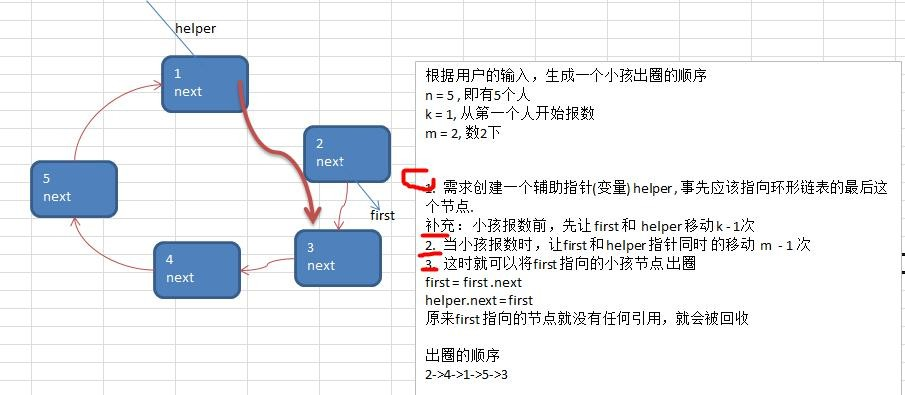 helper
1
next
2
next
first
3
next
4
next
5
next
根据用户的输入，生成一个小孩出圈的顺序
n = 5 , 即有5个人
k = 1, 从第一个人开始报数
m = 2, 数2下
1. 需求创建一个辅助指针(变量) helper , 事先应该指向环形链表的最后这
个节点.
补充： 小孩报数前，先让 first 和 helper 移动 k - 1次
2. 当小孩报数时，让first 和 helper 指针同时 的移动 m - 1 次
3. 这时就可以将first 指向的小孩节点 出圈
first = first .next
helper.next = first
原来first 指向的节点就没有任何引用，就会被回收
出圈的顺序
2->4->1->5->3